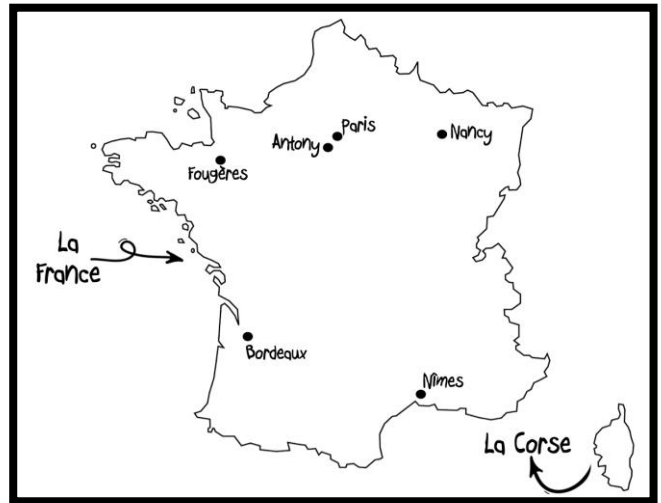 Paris
Nancy
Antony
Fougères
La
France
Bordeaux
Nîmes
La Corse